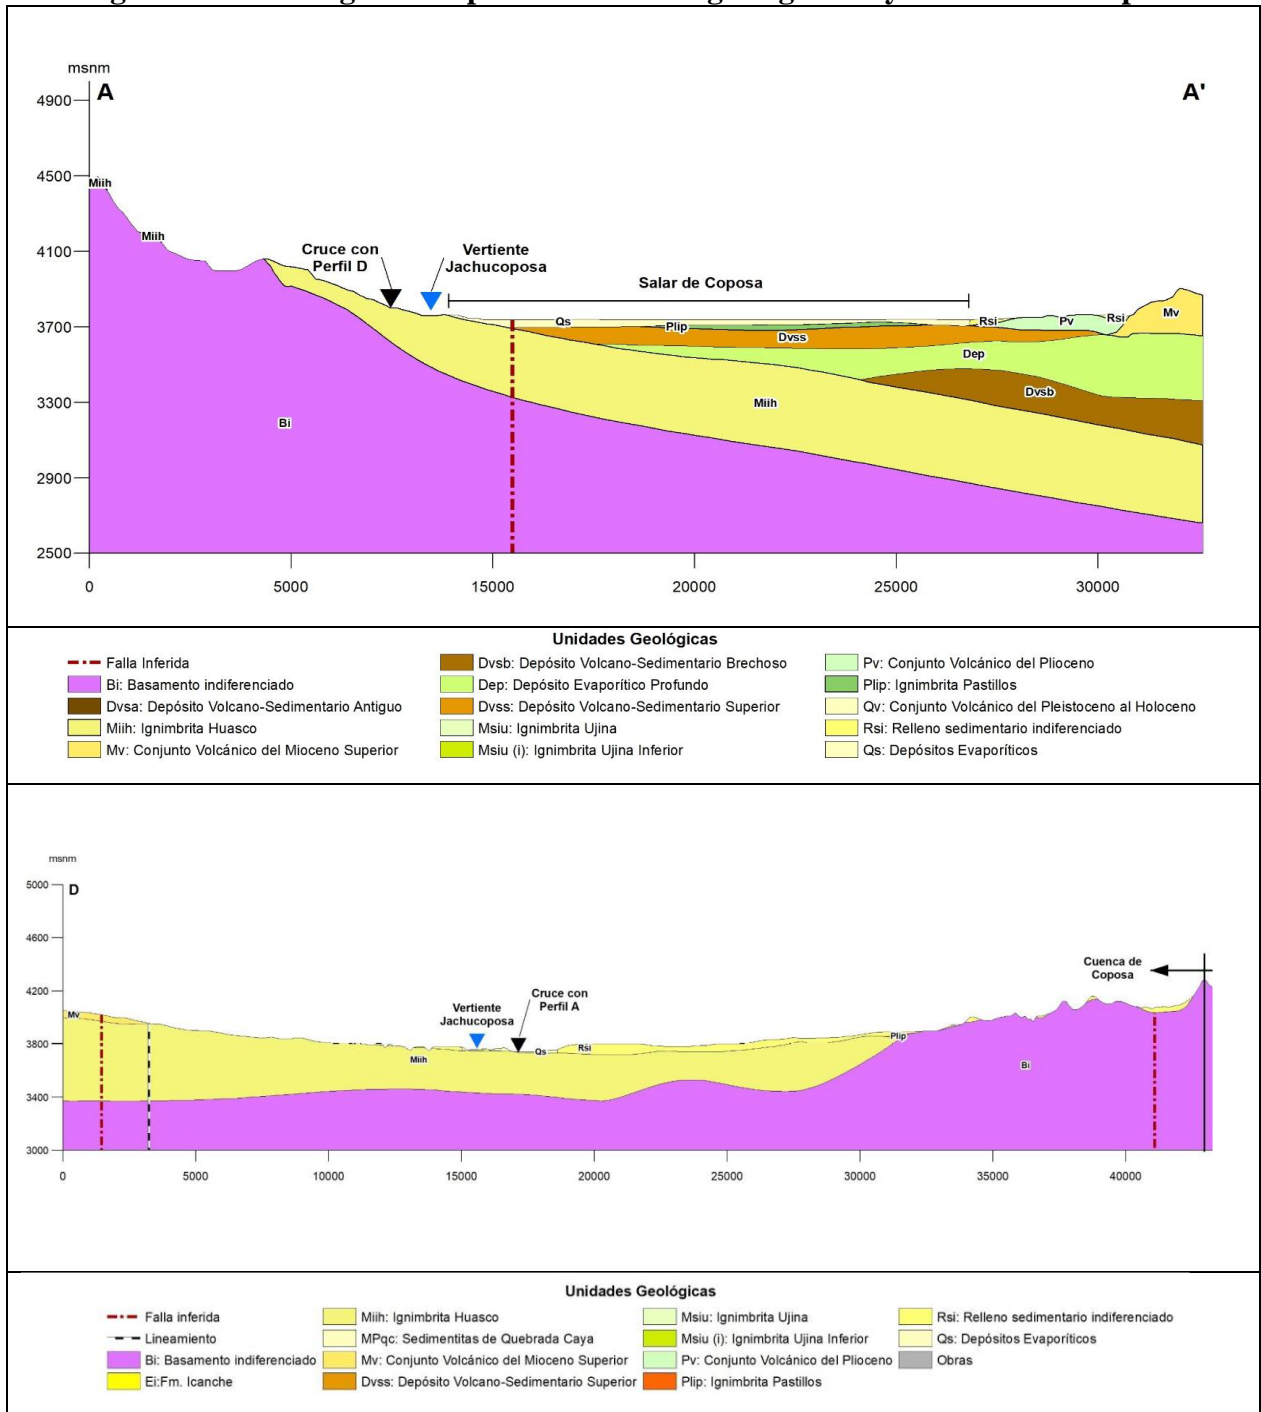 msnm
A
A'
4900
4500
4100
3700
3300
2900
2500
Miih
Miih
Cruce con
Perfil D
Vertiente
Jachucoposa
Salar de Coposa
Qs
Plip
Dvss
Rsi
Pv
Rsi
Mv
Dep
Dvsb
Miih
Bi
0
5000
15000
20000
25000
30000
Unidades Geológicas
Falla Inferida
Bi: Basamento indiferenciado
Dvsa: Depósito Volcano-Sedimentario Antiguo
Miih: Ignimbrita Huasco
Mv: Conjunto Volcánico del Mioceno Superior
Dvsb: Depósito Volcano-Sedimentario Brechoso
Dep: Depósito Evaporítico Profundo
Dvss: Depósito Volcano-Sedimentario Superior
Msiu: Ignimbrita Ujina
Msiu (i): Ignimbrita Ujina Inferior
Pv: Conjunto Volcánico del Plioceno
Plip: Ignimbrita Pastillos
Qv: Conjunto Volcánico del Pleistoceno al Holoceno
Rsi: Relleno sedimentario indiferenciado
Qs: Depósitos Evaporíticos
msnm
D
5000
4600
4200
3800
3400
3000
Mv
Vertiente
Jachucoposa
Cruce con
Perfil A
Cuenca de
Coposa
Miih
Qs
Rsi
Plip
Bi
0
5000
10000
15000
20000
25000
30000
35000
40000
Unidades Geológicas
Falla inferida
Lineamiento
Bi: Basamento indiferenciado
Ei:Fm. Icanche
Miih: Ignimbrita Huasco
MPqc: Sedimentitas de Quebrada Caya
Mv: Conjunto Volcánico del Mioceno Superior
Dvss: Depósito Volcano-Sedimentario Superior
Msiu: Ignimbrita Ujina
Msiu (i): Ignimbrita Ujina Inferior
Pv: Conjunto Volcánico del Plioceno
Plip: Ignimbrita Pastillos
Rsi: Relleno sedimentario indiferenciado
Qs: Depósitos Evaporíticos
Obras